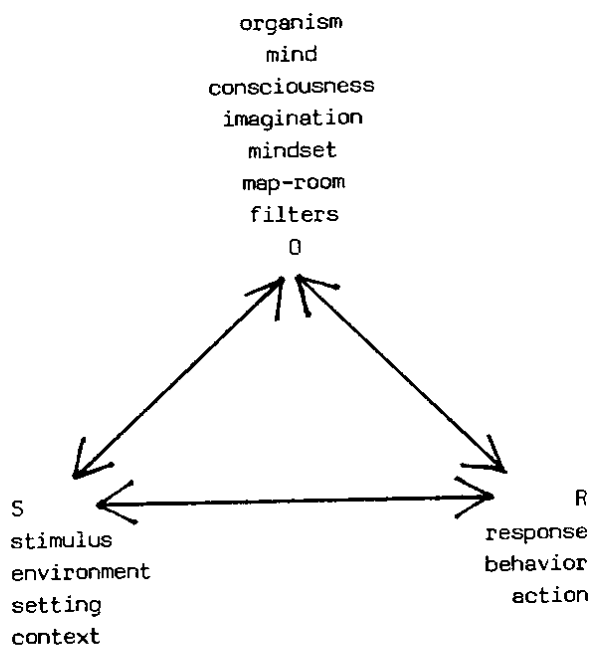 organism
mind
consciousness
imagination
mindset
map-room
filters
O
S
stimulus
environment
setting
context
R
response
behavior
action